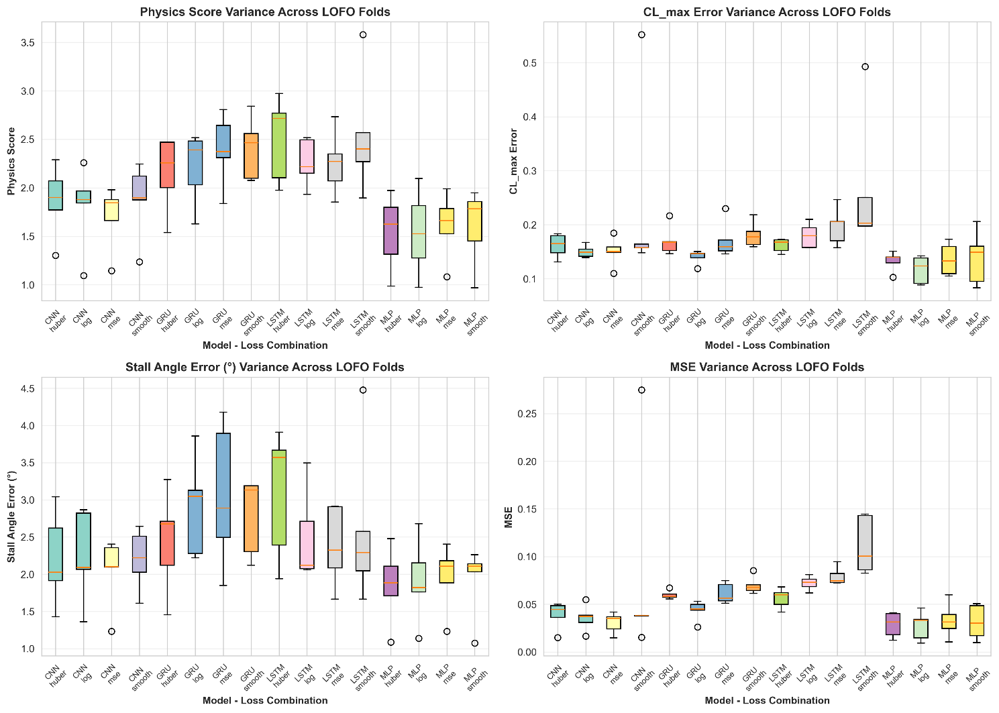 Physics Score Variance Across LOFO Folds
Physics Score
3.5
3.0
2.5
2.0
1.5
1.0
CNN
huber
CNN
log
CNN
mse
CNN
smooth
GRU
huber
GRU
log
GRU
mse
GRU
smooth
LSTM
huber
LSTM
log
LSTM
mse
LSTM
smooth
MLP
huber
MLP
log
MLP
mse
MLP
smooth
Model - Loss Combination
CL_max Error Variance Across LOFO Folds
CL_max Error
0.5
0.4
0.3
0.2
0.1
CNN
huber
CNN
log
CNN
mse
CNN
smooth
GRU
huber
GRU
log
GRU
mse
GRU
smooth
LSTM
huber
LSTM
log
LSTM
mse
LSTM
smooth
MLP
huber
MLP
log
MLP
mse
MLP
smooth
Model - Loss Combination
Stall Angle Error (°) Variance Across LOFO Folds
Stall Angle Error (°)
4.5
4.0
3.5
3.0
2.5
2.0
1.5
1.0
CNN
huber
CNN
log
CNN
mse
CNN
smooth
GRU
huber
GRU
log
GRU
mse
GRU
smooth
LSTM
huber
LSTM
log
LSTM
mse
LSTM
smooth
MLP
huber
MLP
log
MLP
mse
MLP
smooth
Model - Loss Combination
MSE Variance Across LOFO Folds
MSE
0.25
0.20
0.15
0.10
0.05
0.00
CNN
huber
CNN
log
CNN
mse
CNN
smooth
GRU
huber
GRU
log
GRU
mse
GRU
smooth
LSTM
huber
LSTM
log
LSTM
mse
LSTM
smooth
MLP
huber
MLP
log
MLP
mse
MLP
smooth
Model - Loss Combination